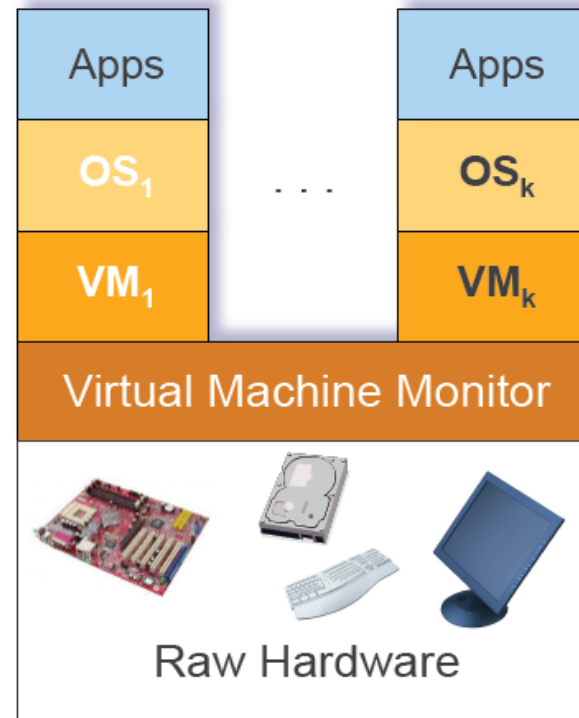 Apps Apps
OS₁ . . . OSₖ
VM₁ VMₖ
Virtual Machine Monitor
Raw Hardware